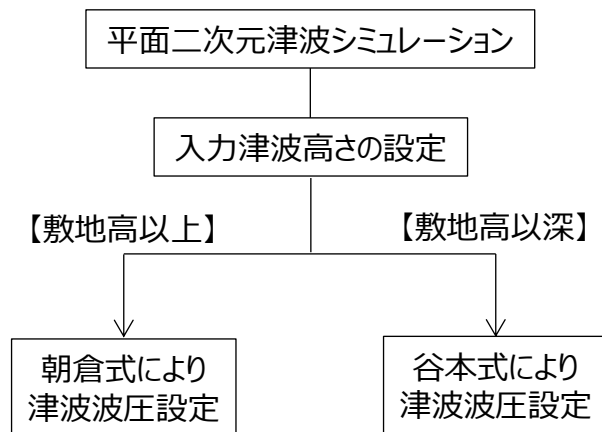 平面二次元津波シミュレーション
入力津波高さの設定
【敷地高以上】
【敷地高以深】
朝倉式により
津波波圧設定
谷本式により
津波波圧設定